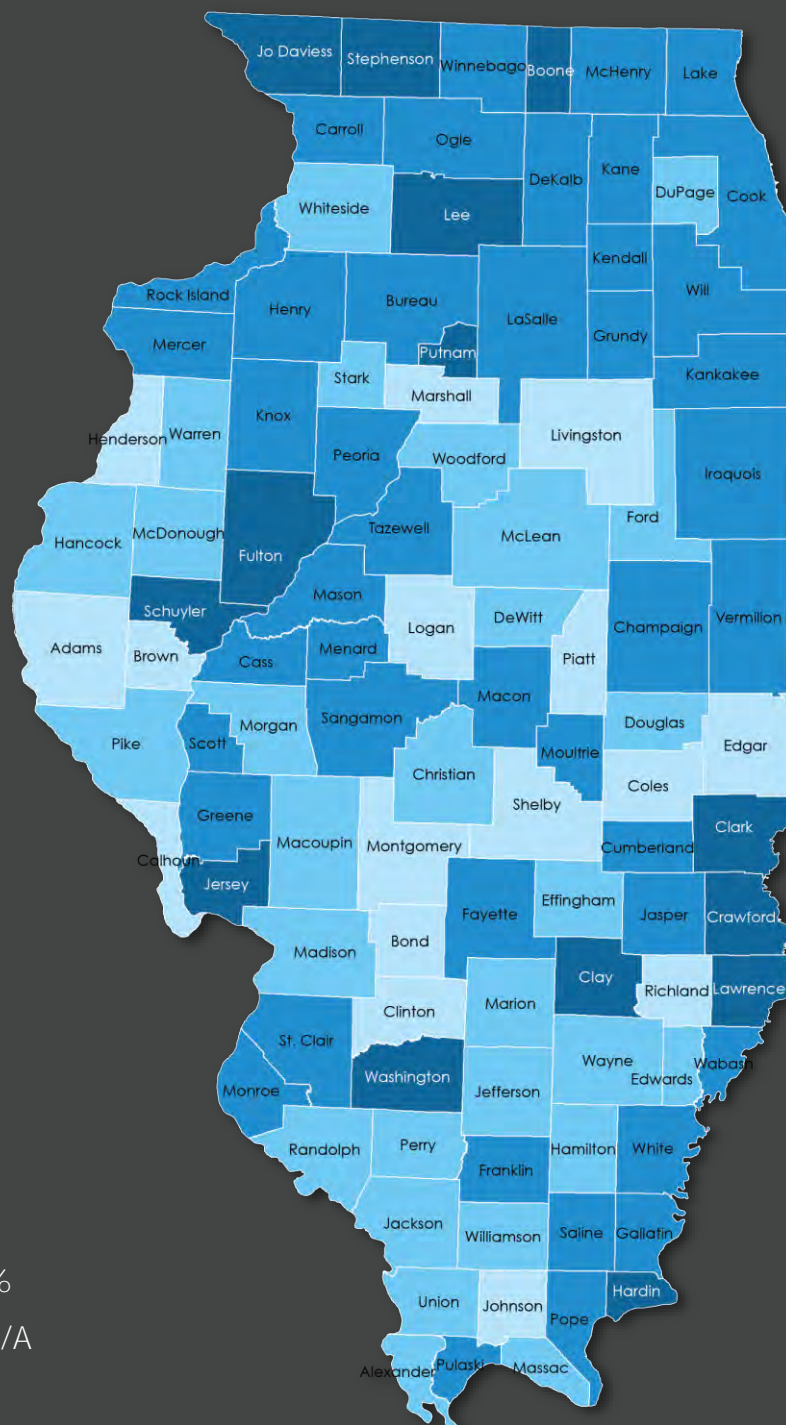 Jo Daviess
Stephenson
Winnebago
Boone
McHenry
Lake
Carroll
Ogle
DeKalb
Kane
DuPage
Cook
Whiteside
Lee
Kendall
Will
Rock Island
Henry
Bureau
LaSalle
Grundy
Mercer
Putnam
Kankakee
Stark
Marshall
Henderson
Warren
Knox
Livingston
Peoria
Woodford
Iroquois
Ford
Hancock
McDonough
Fulton
Tazewell
McLean
Mason
Schuyler
Logan
DeWitt
Champaign
Vermilion
Adams
Brown
Cass
Menard
Piatt
Macon
Pike
Scott
Morgan
Sangamon
Douglas
Edgar
Moultrie
Christian
Coles
Shelby
Greene
Clark
Calhoun
Macoupin
Montgomery
Cumberland
Jersey
Effingham
Fayette
Jasper
Crawford
Bond
Madison
Clay
Richland
Lawrence
Clinton
Marion
St. Clair
Wayne
Wabash
Washington
Edwards
Monroe
Jefferson
Randolph
Perry
Hamilton
White
Franklin
Jackson
Williamson
Saline
Gallatin
Hardin
Union
Johnson
Pope
Alexander
Pulaski
Massac
%
/A